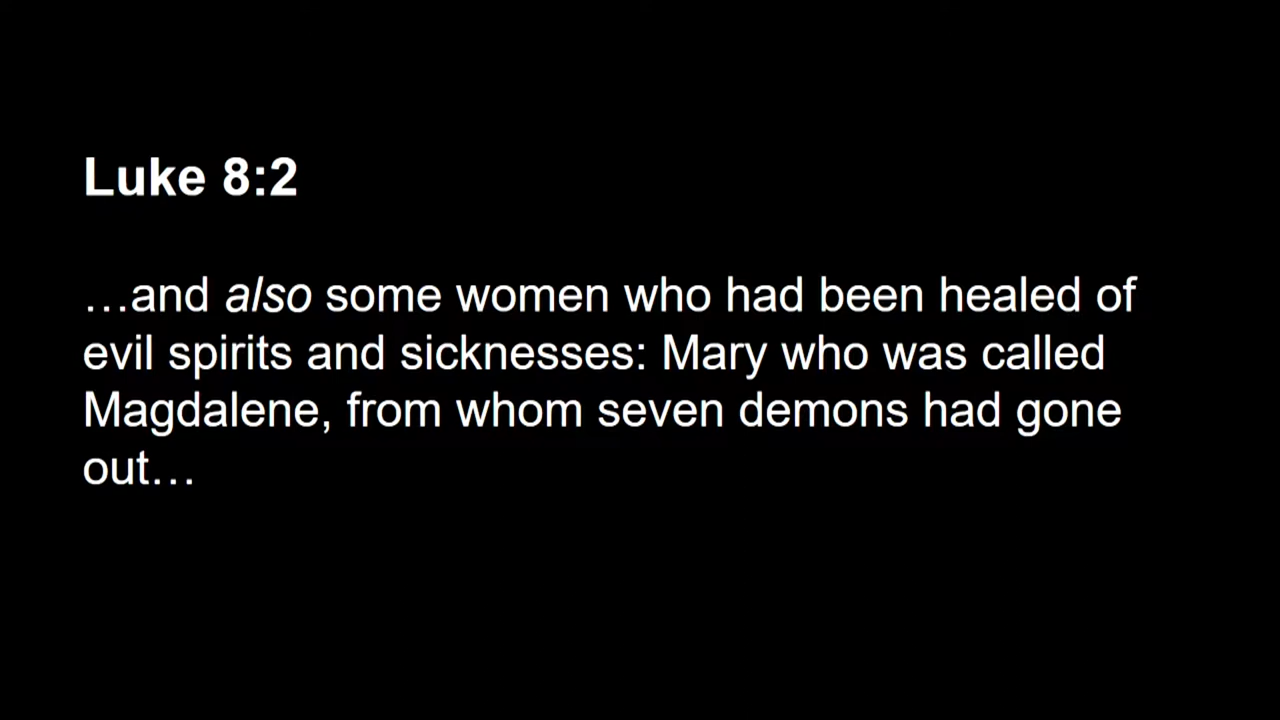 Luke 8:2
…and also some women who had been healed of
evil spirits and sicknesses: Mary who was called
Magdalene, from whom seven demons had gone
out…